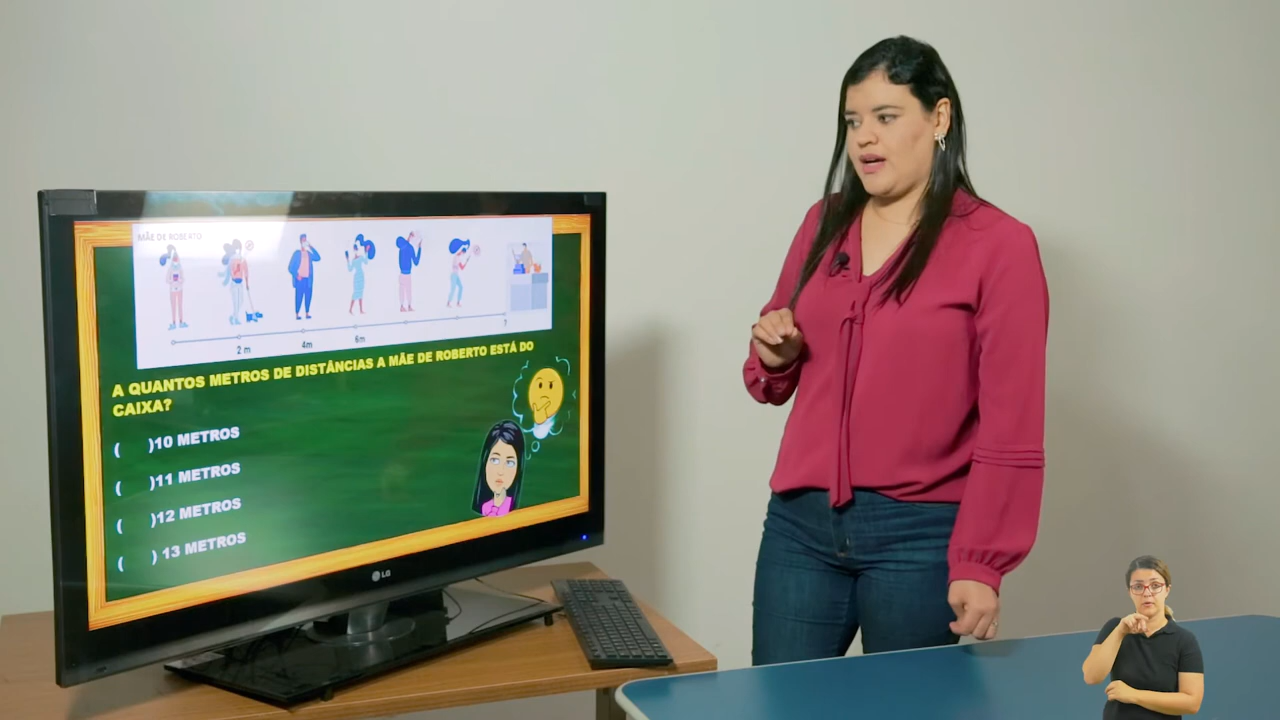 MÃE DE ROBERTO
2 m
4m
6m
A QUANTOS METROS DE DISTÂNCIAS A MÃE DE ROBERTO ESTÁ DO
CAIXA?
( )10 METROS
( )11 METROS
( )12 METROS
( ) 13 METROS
LG